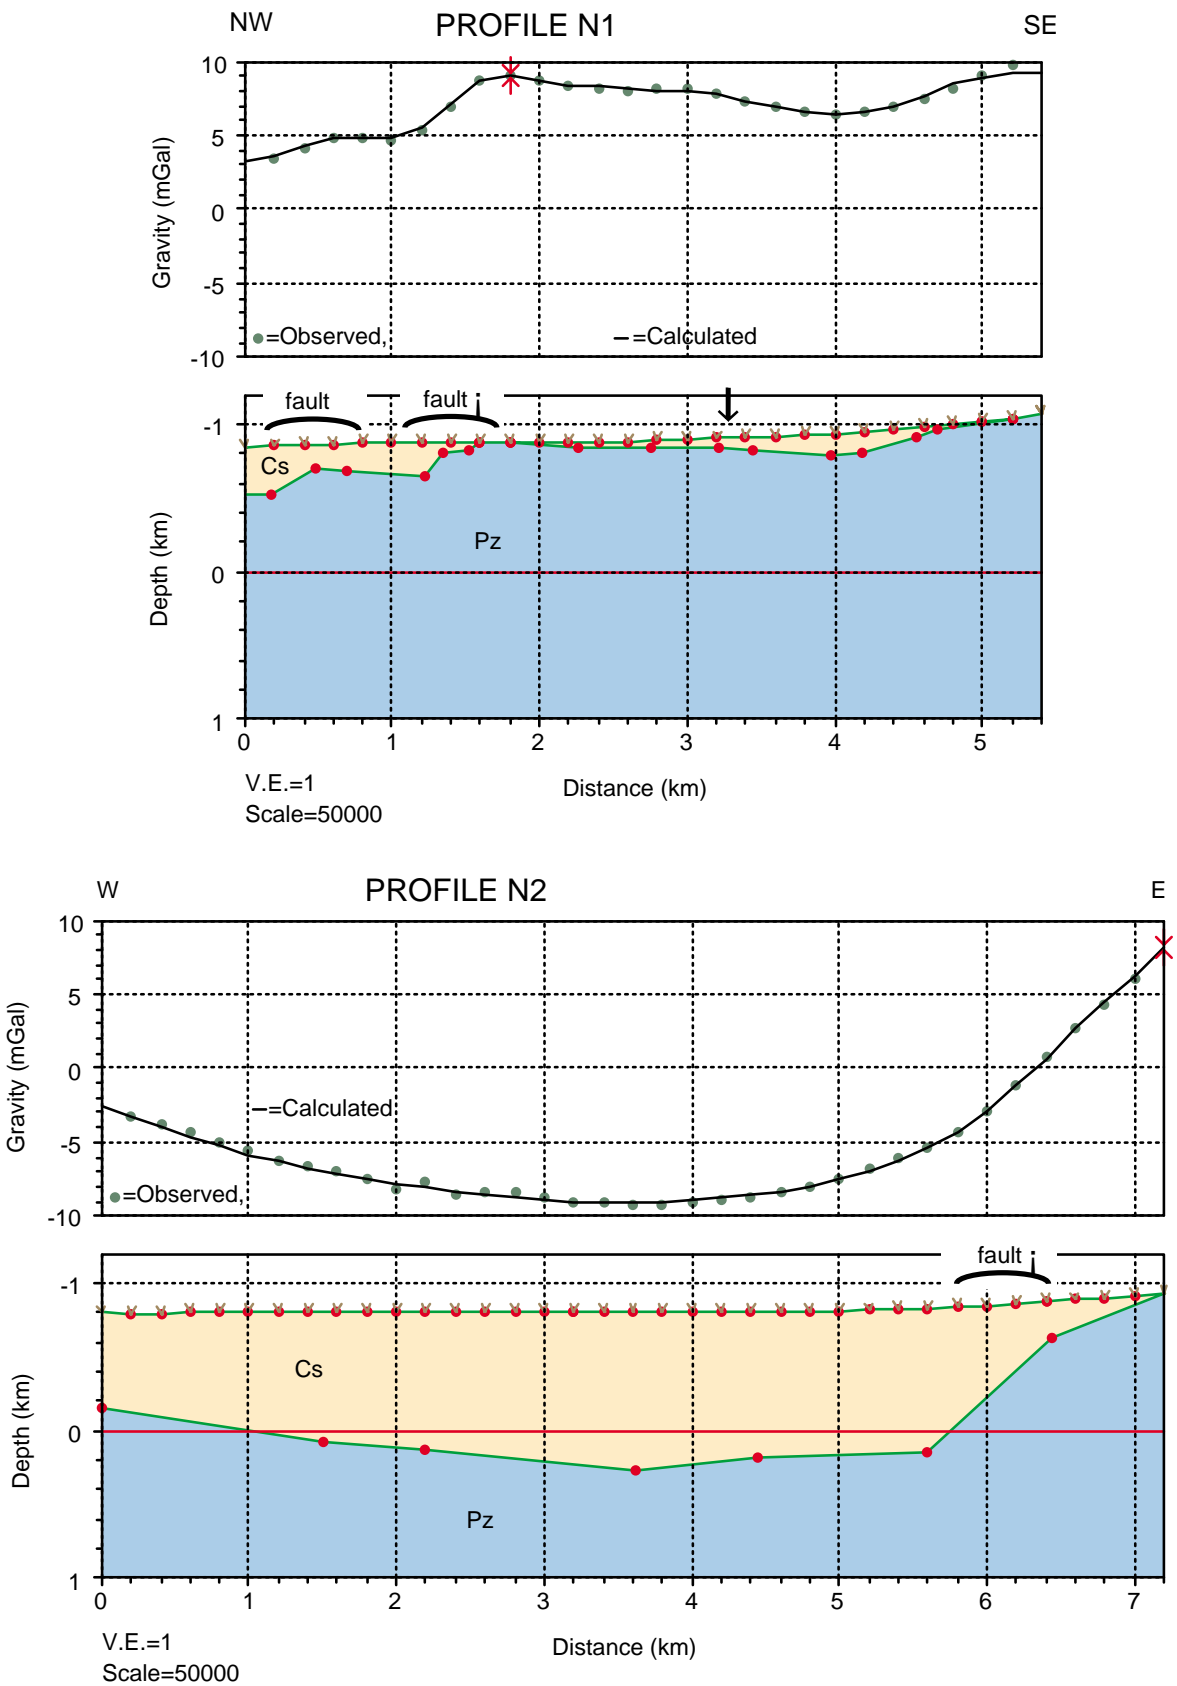 NW PROFILE N1 SE
10
5
0
-5
-10
Gravity (mGal)
=Observed, =Calculated
fault fault ¡
-1
Cs
Pz
0
1
Depth (km)
0 1 2 3 4 5
V.E.=1
Distance (km)
Scale=50000
W PROFILE N2 E
10
5
0
-5
-10
Gravity (mGal)
=Calculated
=Observed,
fault ¡
-1
Cs
0
Pz
1
Depth (km)
0 1 2 3 4 5 6 7
V.E.=1
Distance (km)
Scale=50000